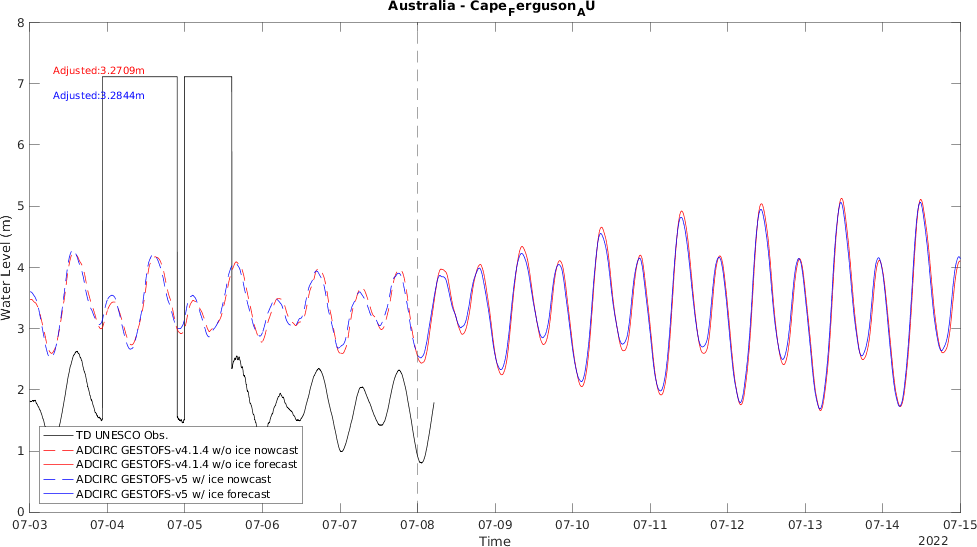 Australia - Cape_Ferguson_AU
8
7
6
5
4
3
2
1
0
Water Level (m)
Adjusted:3.2709m
Adjusted:3.2844m
TD UNESCO Obs.
ADCIRC GESTOFS-v4.1.4 w/o ice nowcast
ADCIRC GESTOFS-v4.1.4 w/o ice forecast
ADCIRC GESTOFS-v5 w/ ice nowcast
ADCIRC GESTOFS-v5 w/ ice forecast
07-03 07-04 07-05 07-06 07-07 07-08 07-09 07-10 07-11 07-12 07-13 07-14 07-15
Time
2022